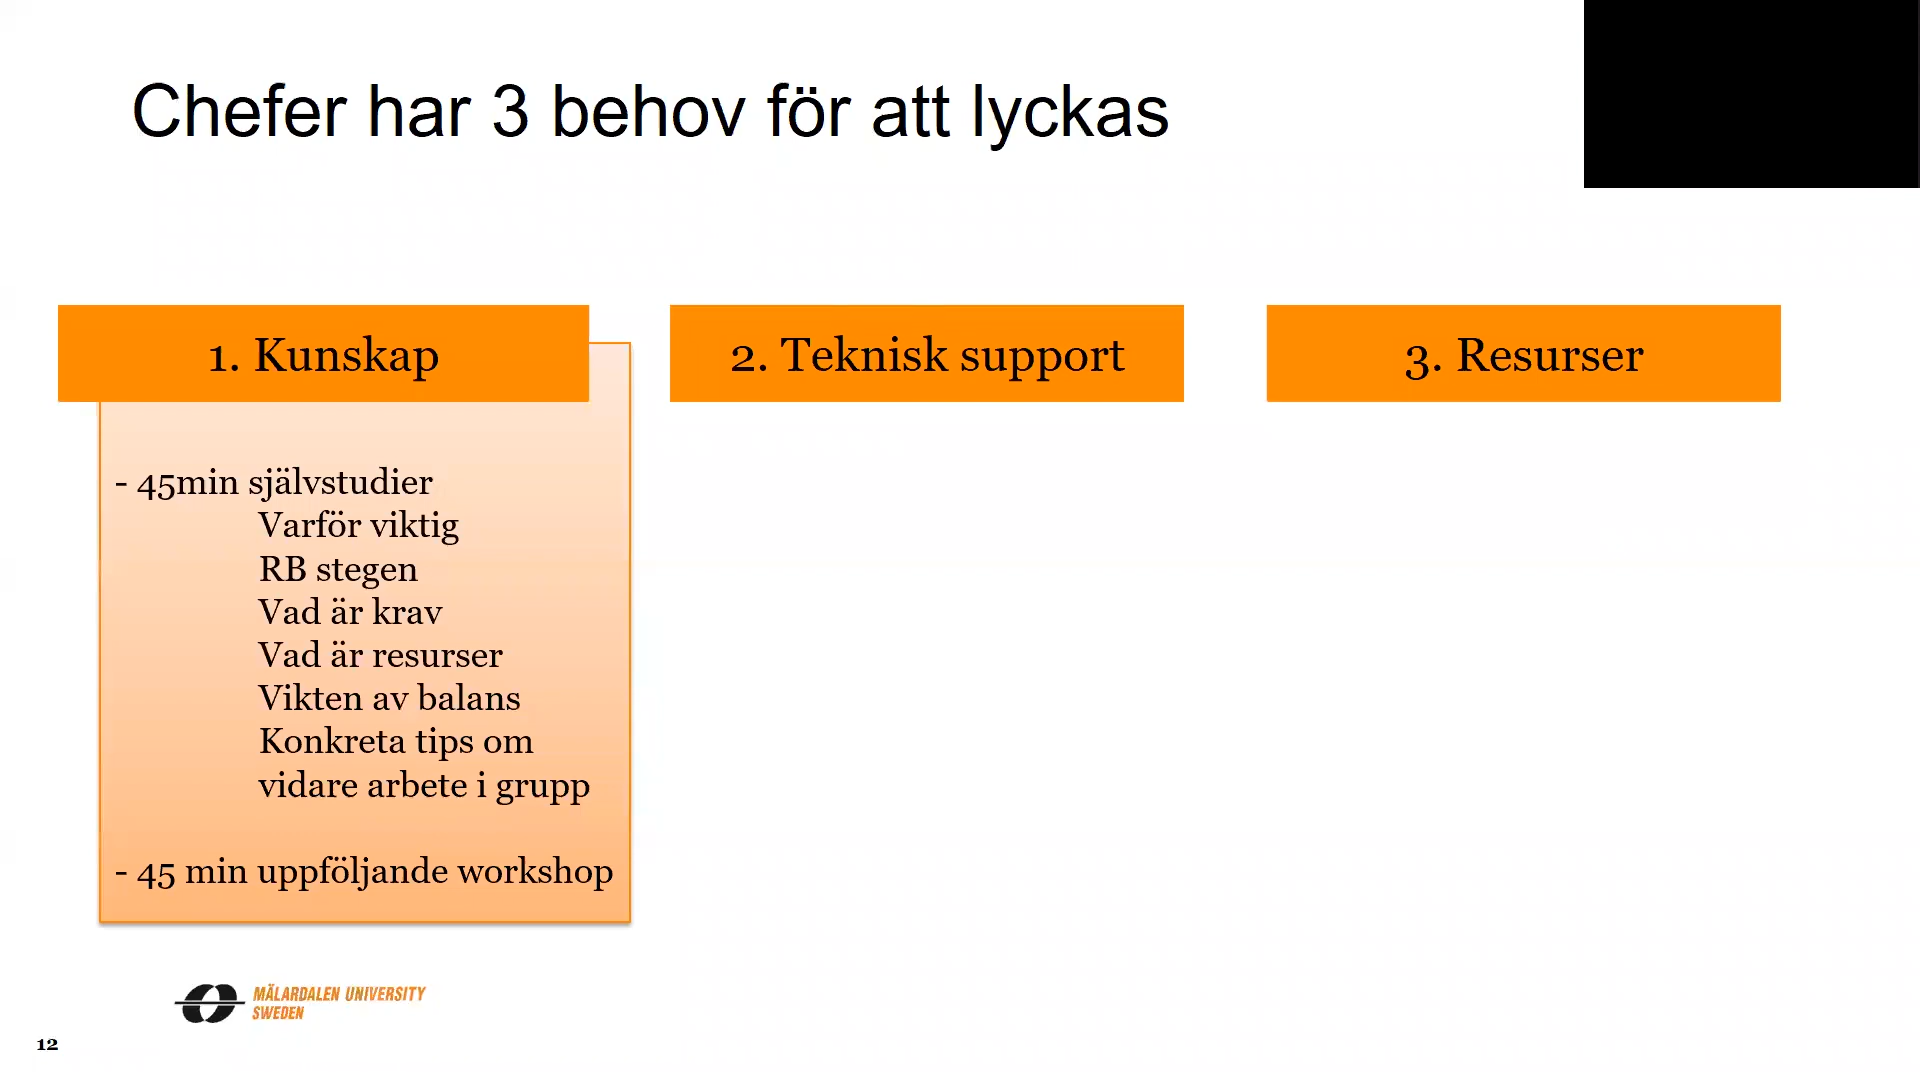 Chefer har 3 behov för att lyckas
1. Kunskap
2. Teknisk support
3. Resurser
- 45min självstudier
Varför viktig
RB stegen
Vad är krav
Vad är resurser
Vikten av balans
Konkreta tips om
vidare arbete i grupp
- 45 min uppföljande workshop
MÄLARDALEN UNIVERSITY
SWEDEN
12